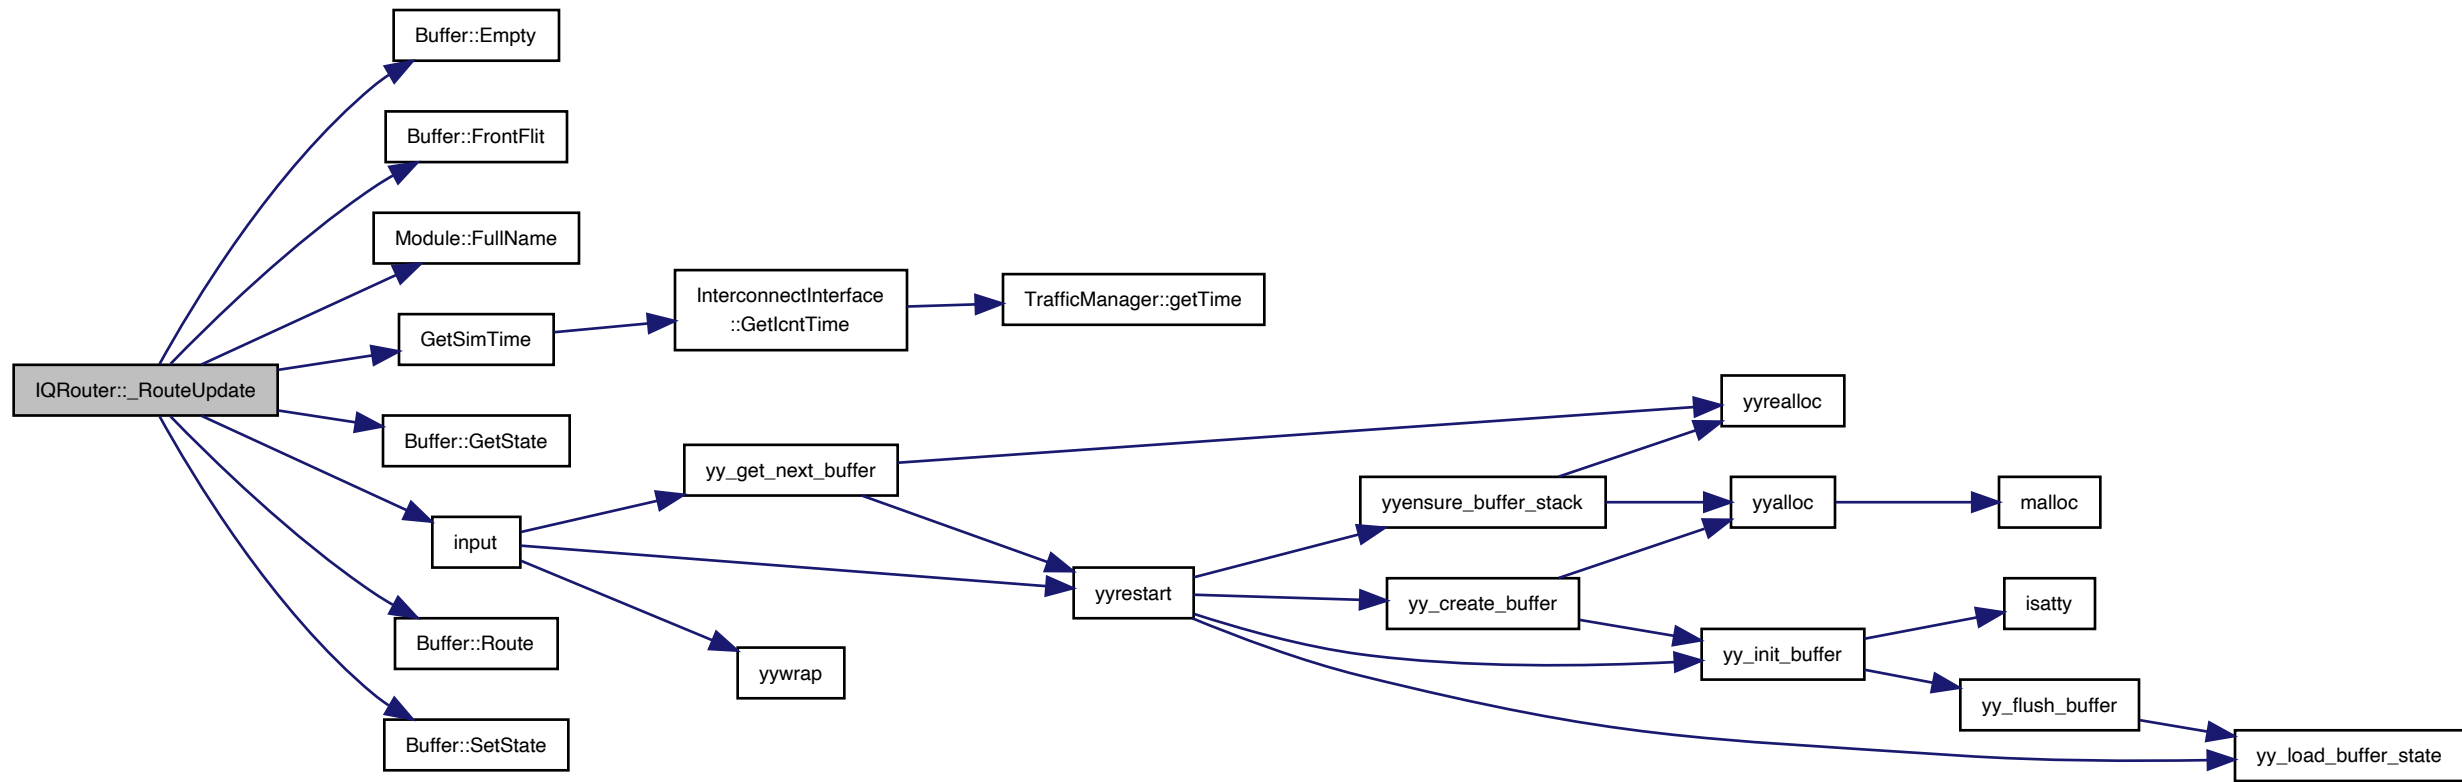 Buffer::Empty
Buffer::FrontFlit
Module::FullName
InterconnectInterface
::GetIcntTime
TrafficManager::getTime
GetSimTime
IQRouter::_RouteUpdate
yyrealloc
Buffer::GetState
yy_get_next_buffer
yyensure_buffer_stack
yyalloc
malloc
input
yyrestart
yy_create_buffer
isatty
Buffer::Route
yywrap
yy_init_buffer
yy_flush_buffer
Buffer::SetState
yy_load_buffer_state